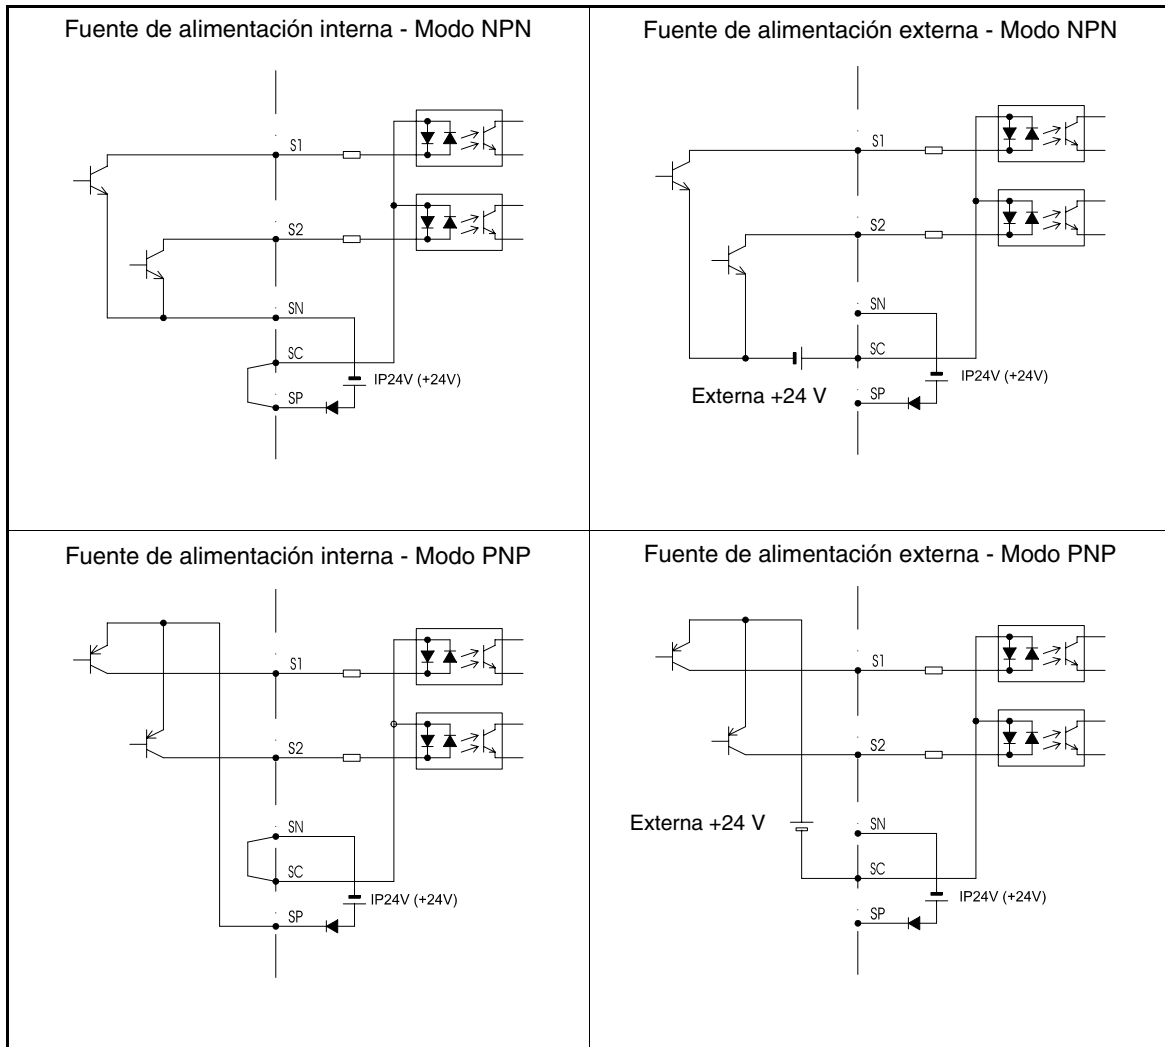 Fuente de alimentación interna - Modo NPN
S1
S2
SN
SC
IP24V (+24V)
SP
Fuente de alimentación externa - Modo NPN
S1
S2
SN
SC
IP24V (+24V)
Externa +24 V
SP
Fuente de alimentación interna - Modo PNP
S1
S2
SN
SC
IP24V (+24V)
SP
Fuente de alimentación externa - Modo PNP
S1
S2
Externa +24 V
SN
SC
IP24V (+24V)
SP